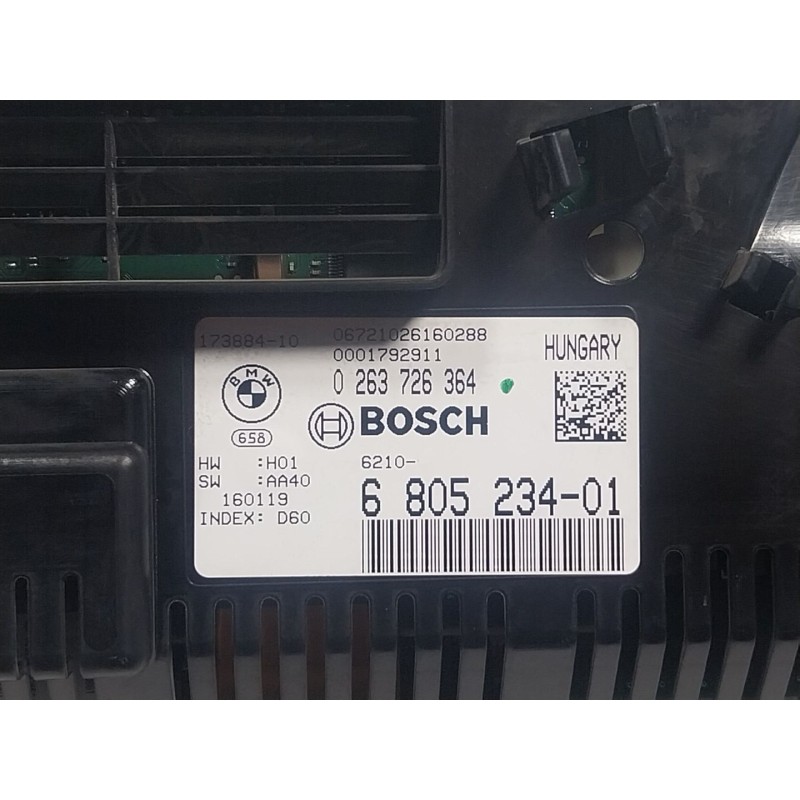 173884-10
06721026160288
0001792911
HUNGARY
0 263 726 364
BMW
658
BOSCH
HW :H01
6210-
SW :AA40
6 805 234-01
160119
INDEX: D60